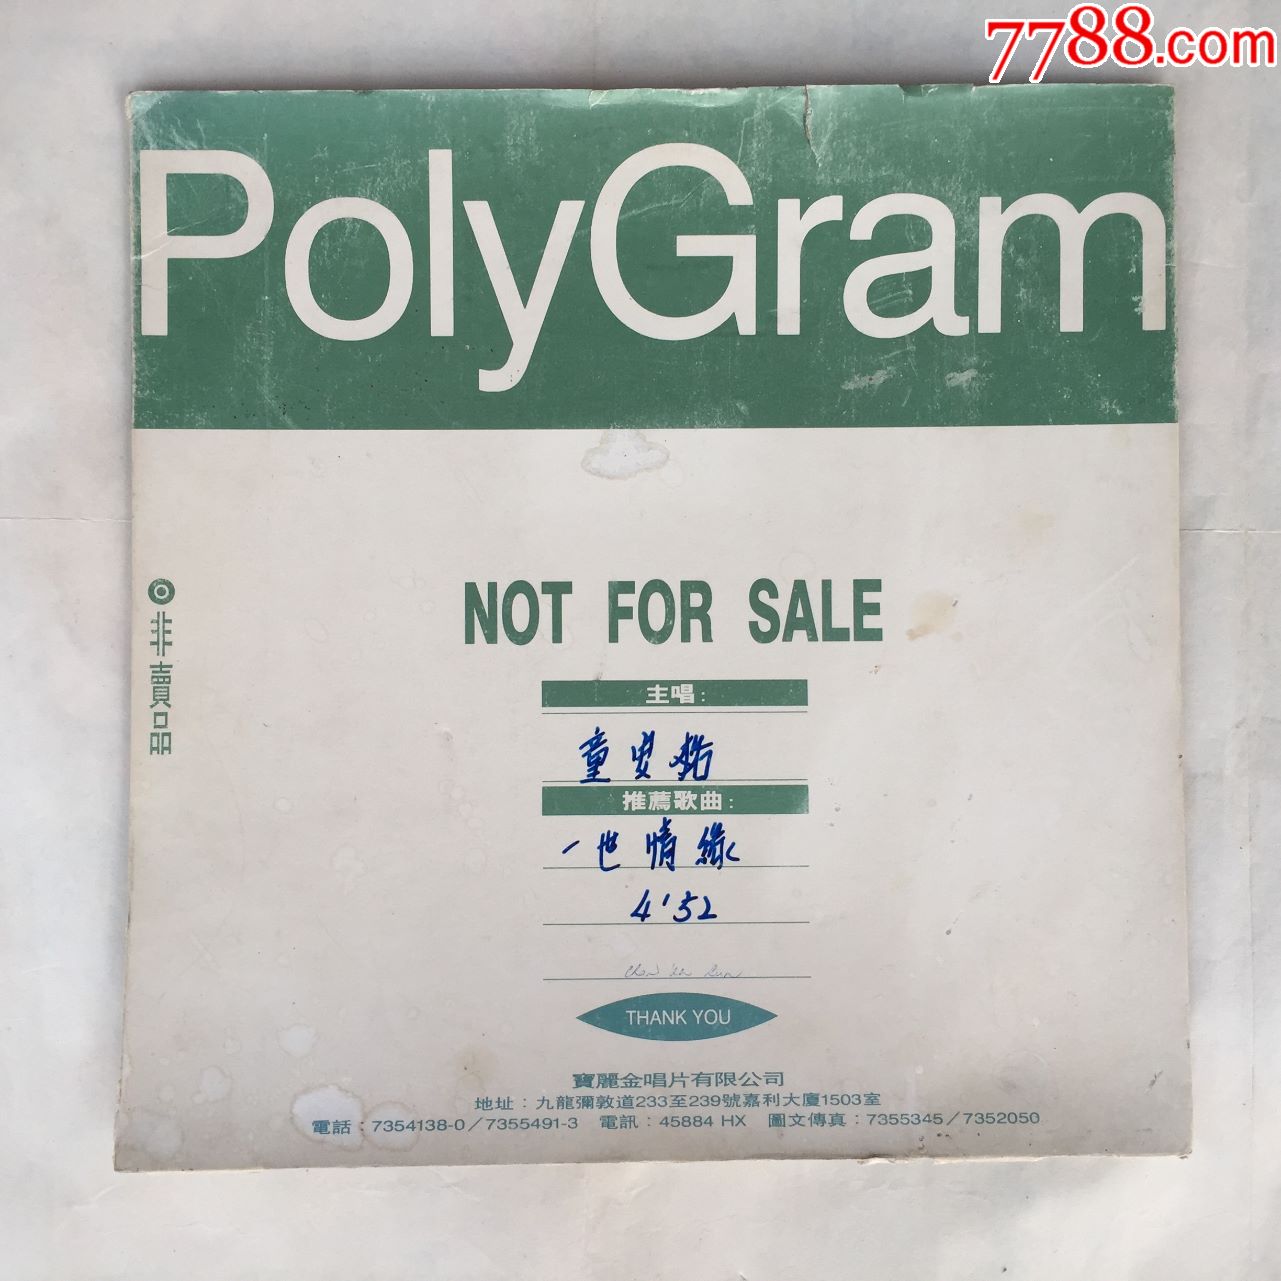 7788.com
PolyGram
NOT FOR SALE
◎非賣品
主唱:
童安格
推薦歌曲:
一世情緣
4'52
THANK YOU
寶麗金唱片有限公司
地址:九龍彌敦道233至239號嘉利大廈1503室
電話:7354138-0/7355491-3 電訊:45884 HX 圖文傳真:7355345/7352050